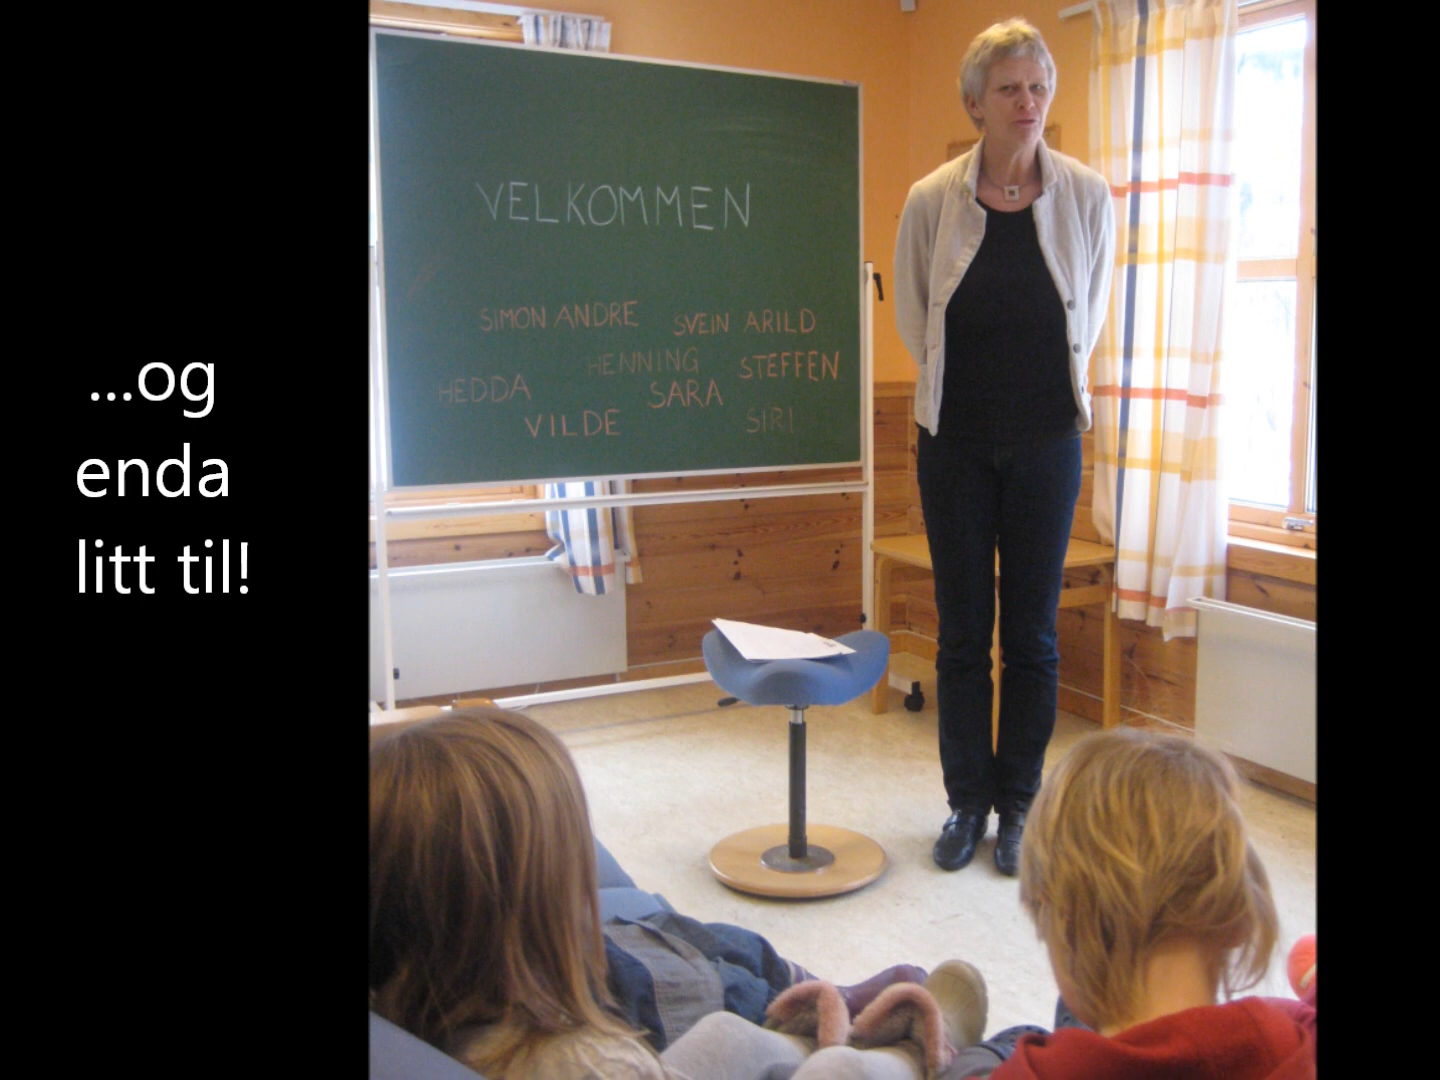 ...og
enda
litt til!
VELKOMMEN
SIMON ANDRE SVEIN ARILD
HENNING STEFFEN
HEDDA SARA
VILDE SIRI